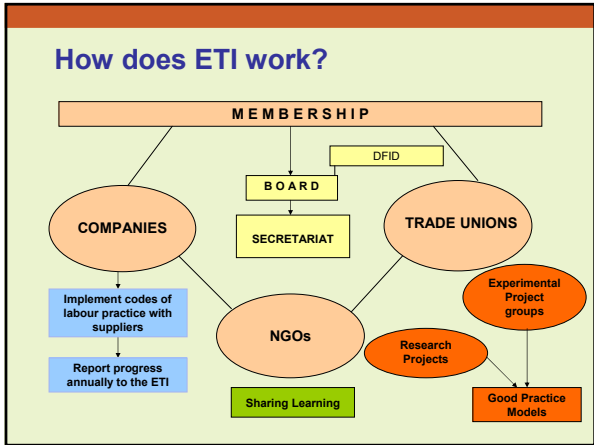 How does ETI work?
M E M B E R S H I P
DFID
B O A R D
SECRETARIAT
COMPANIES
TRADE UNIONS
NGOs
Implement codes of
labour practice with
suppliers
Report progress
annually to the ETI
Experimental
Project
groups
Research
Projects
Good Practice
Models
Sharing Learning